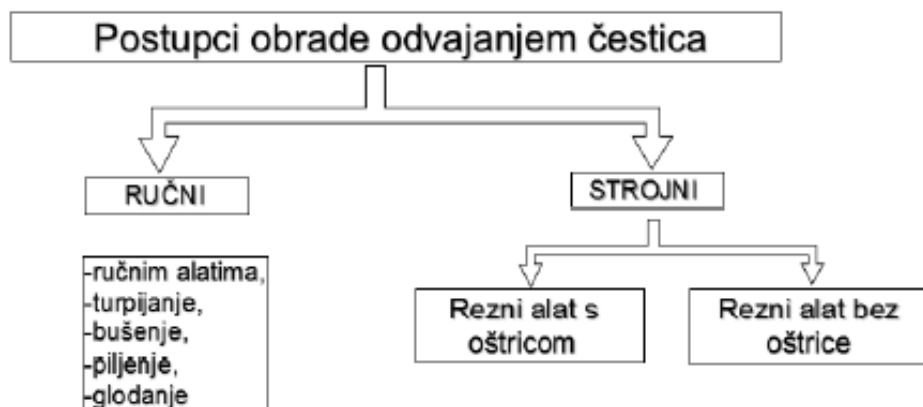 Postupci obrade odvajanjem čestica
RUČNI
STROJNI
-ručnim alatima,
-turpijanje,
-bušenje,
-piljenje,
-glodanje
Rezni alat s
oštricom
Rezni alat bez
oštrice